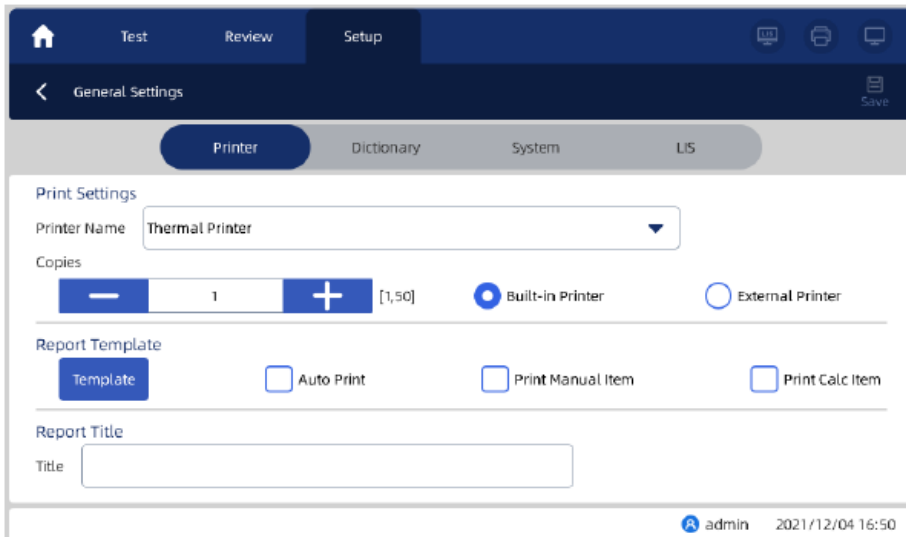 Test Review Setup LIS
General Settings Save
Printer Dictionary System LIS
Print Settings
Printer Name Thermal Printer
Copies
1 [1,50] Built-in Printer External Printer
Report Template
Template Auto Print Print Manual Item Print Calc Item
Report Title
Title
admin 2021/12/04 16:50